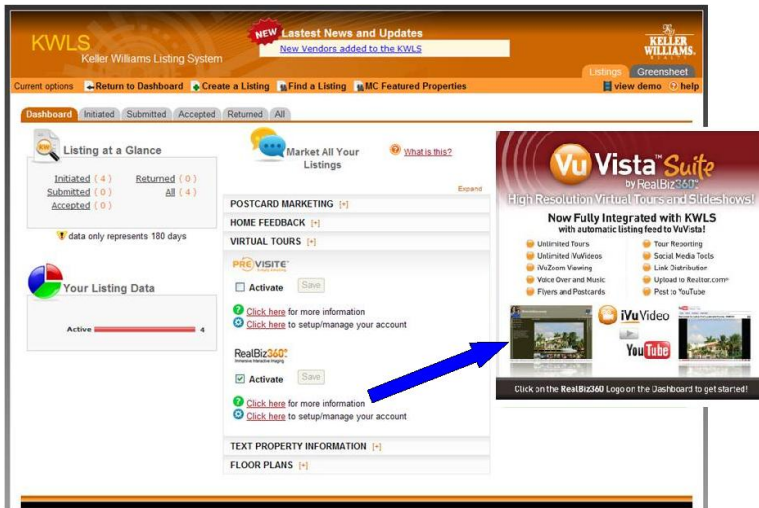 KWLS
Keller Williams Listing System
NEW
Lastest News and Updates
New Vendors added to the KWLS
KELLER
WILLIAMS.
REALTY
Listings
Greensheet
Current options
Return to Dashboard
Create a Listing
Find a Listing
MC Featured Properties
view demo
help
Dashboard
Initiated
Submitted
Accepted
Returned
All
KW
Listing at a Glance
Initiated ( 4 )
Returned ( 0 )
Submitted ( 0 )
All ( 4 )
Accepted ( 0 )
data only represents 180 days
Your Listing Data
Active
4
Market All Your
Listings
What is this?
Expand
POSTCARD MARKETING [+]
HOME FEEDBACK [+]
VIRTUAL TOURS [+]
PREVISITE
Activate
Save
Click here for more information
Click here to setup/manage your account
RealBiz360
Immersive Interactive Imaging
Activate
Save
Click here for more information
Click here to setup/manage your account
TEXT PROPERTY INFORMATION [+]
FLOOR PLANS [+]
VuVista™ Suite
by RealBiz360°
High Resolution Virtual Tours and Slideshows!
Now Fully Integrated with KWLS
with automatic listing feed to VuVista!
Unlimited Tours
Tour Reporting
Unlimited iVuVideos
Social Media Tools
iVuZoom Viewing
Link Distribution
Voice Over and Music
Upload to Realtor.com®
Flyers and Postcards
Post to YouTube
iVuVideo
YouTube
Click on the RealBiz360 Logo on the Dashboard to get started!